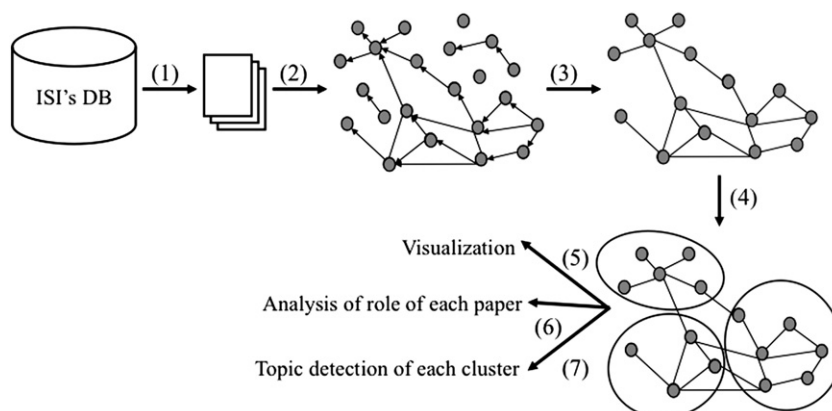 ISI's DB
(1)
(2)
(3)
(4)
Visualization
(5)
Analysis of role of each paper
(6)
Topic detection of each cluster
(7)